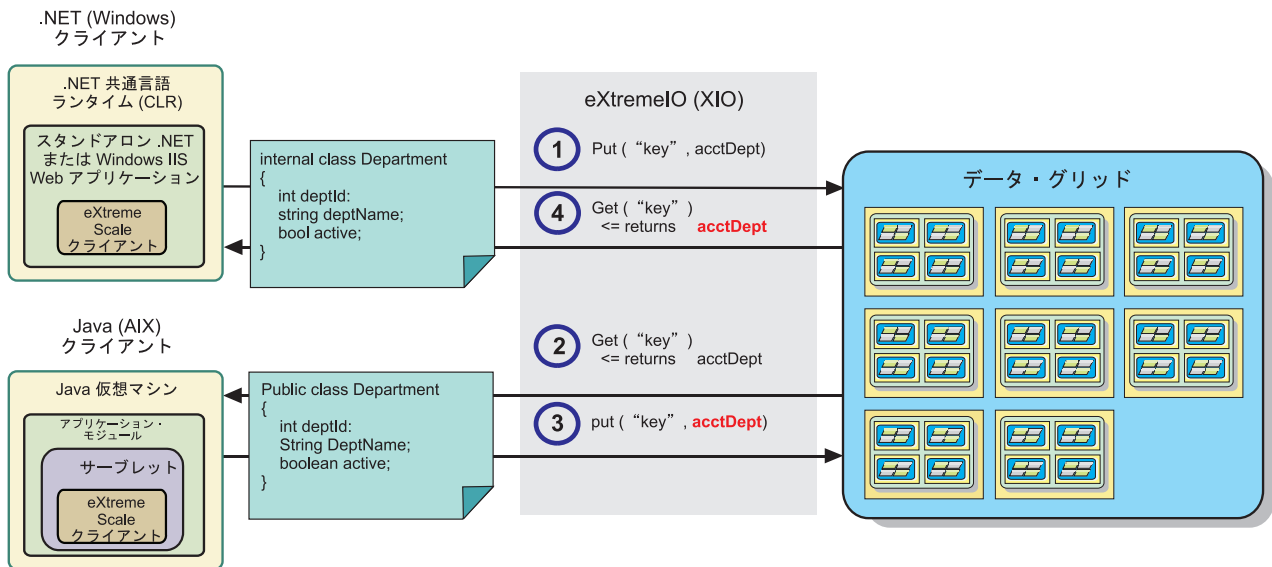 .NET (Windows)
クライアント
.NET 共通言語
ランタイム (CLR)
スタンドアロン .NET
または Windows IIS
Web アプリケーション
eXtreme
Scale
クライアント
internal class Department
{
int deptId:
string deptName;
bool active;
}
eXtremeIO (XIO)
1 Put ( “key” , acctDept)
4 Get ( “key” )
<= returns acctDept
データ・グリッド
Java (AIX)
クライアント
Java 仮想マシン
アプリケーション・
モジュール
サーブレット
eXtreme
Scale
クライアント
Public class Department
{
int deptId:
String DeptName;
boolean active;
}
2 Get ( “key” )
<= returns acctDept
3 put ( “key” , acctDept)